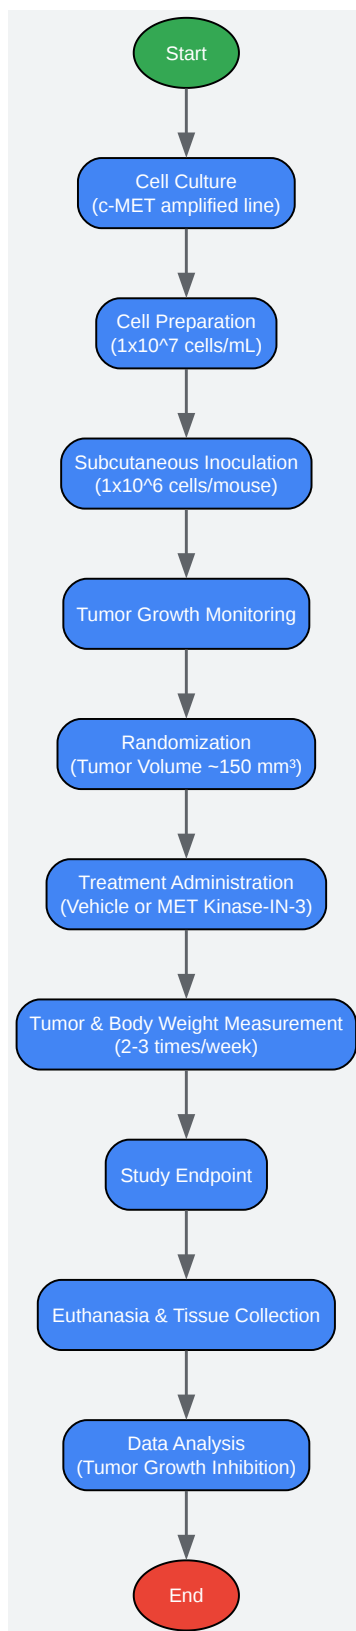 Start
Cell Culture
(c-MET amplified line)
Cell Preparation
(1x10^7 cells/mL)
Subcutaneous Inoculation
(1x10^6 cells/mouse)
Tumor Growth Monitoring
Randomization
(Tumor Volume ~150 mm³)
Treatment Administration
(Vehicle or MET Kinase-IN-3)
Tumor & Body Weight Measurement
(2-3 times/week)
Study Endpoint
Euthanasia & Tissue Collection
Data Analysis
(Tumor Growth Inhibition)
End